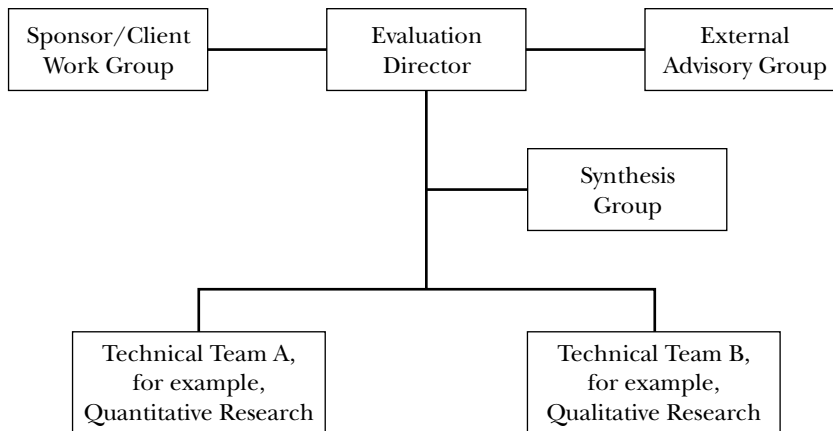 Sponsor/Client
Work Group
Evaluation
Director
External
Advisory Group
Synthesis
Group
Technical Team A,
for example,
Quantitative Research
Technical Team B,
for example,
Qualitative Research